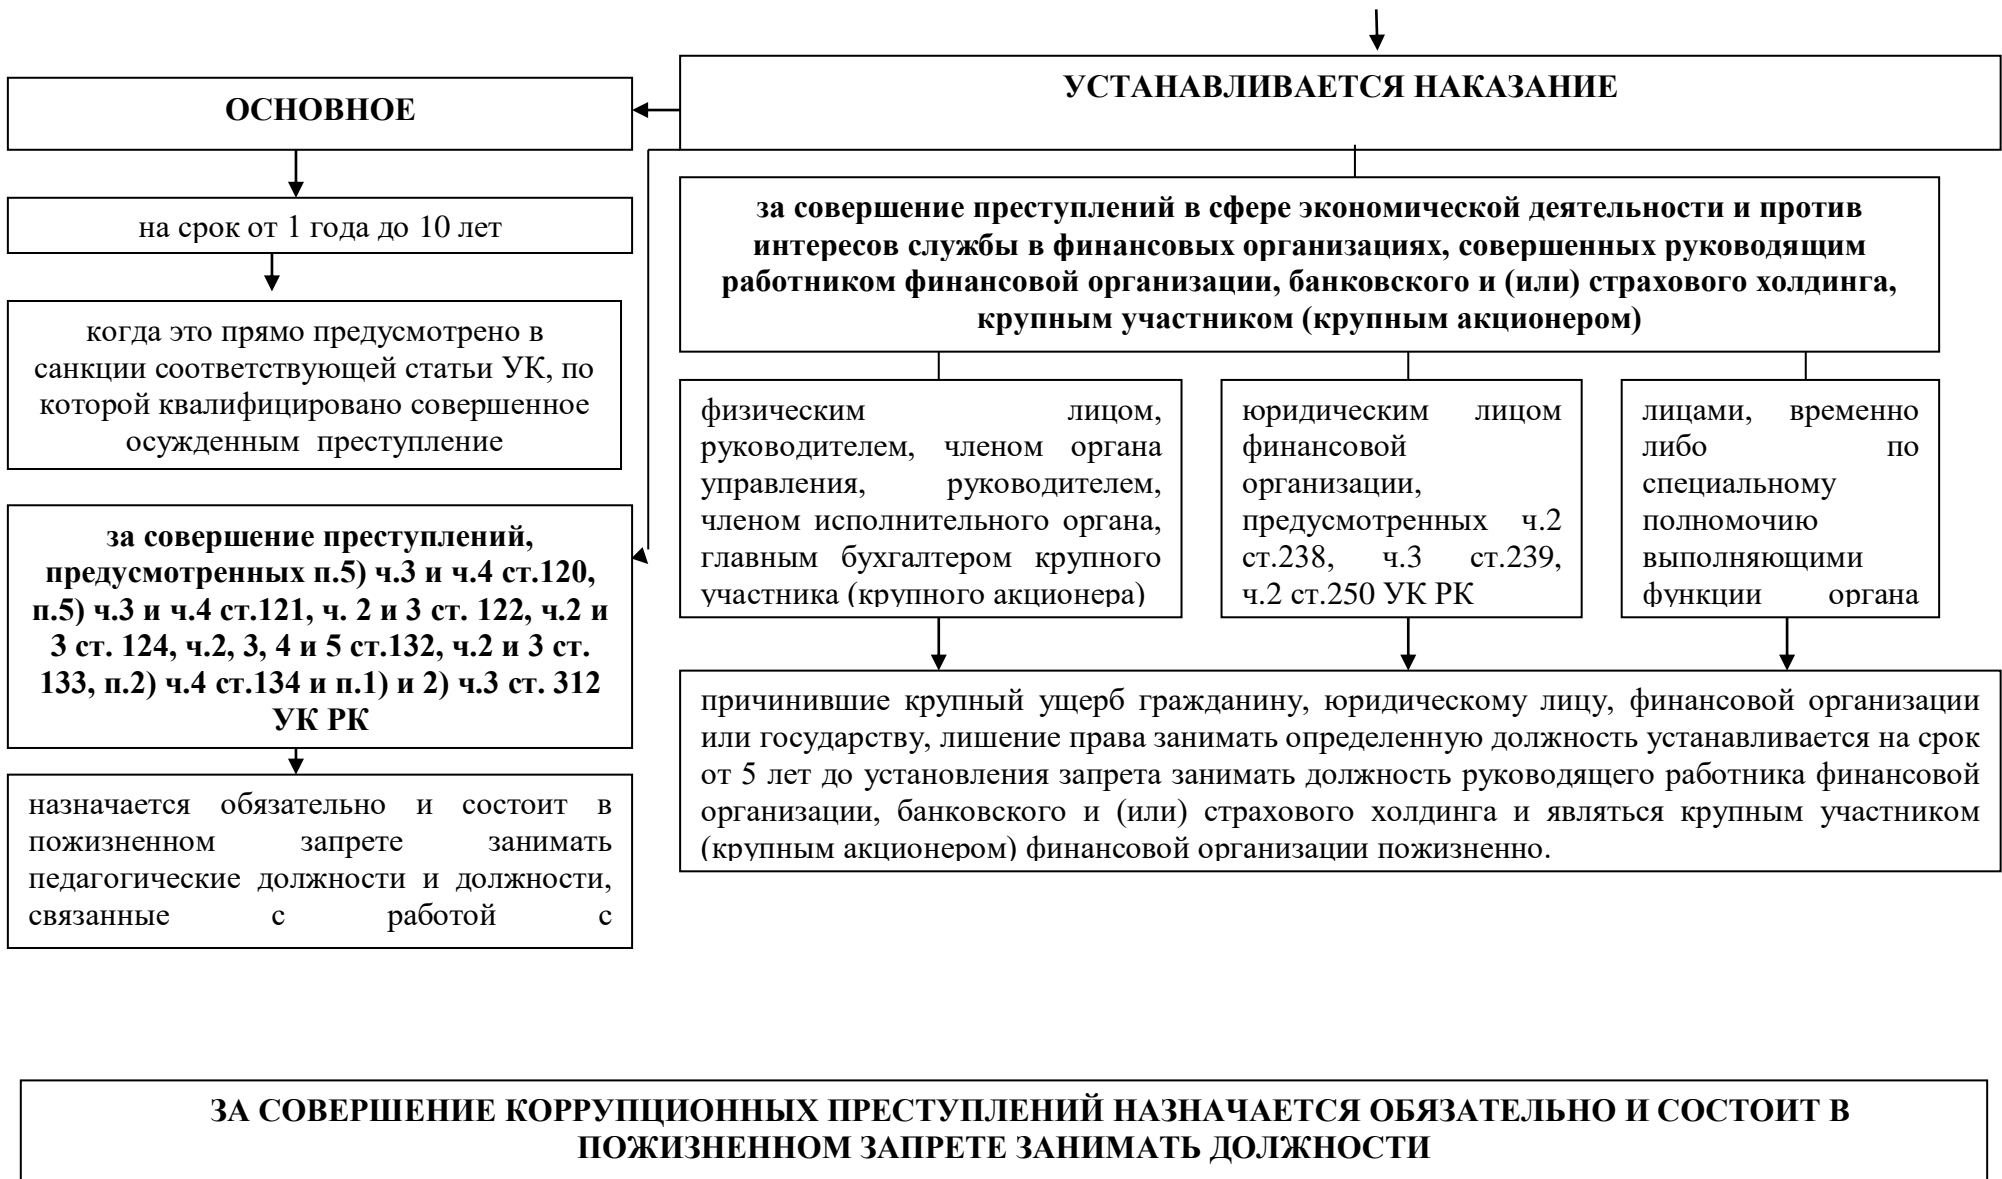 УСТАНАВЛИВАЕТСЯ НАКАЗАНИЕ
ОСНОВНОЕ
на срок от 1 года до 10 лет
когда это прямо предусмотрено в
санкции соответствующей статьи УК, по
которой квалифицировано совершенное
осужденным преступление
за совершение преступлений,
предусмотренных п.5) ч.3 и ч.4 ст.120,
п.5) ч.3 и ч.4 ст.121, ч. 2 и 3 ст. 122, ч.2 и
3 ст. 124, ч.2, 3, 4 и 5 ст.132, ч.2 и 3 ст.
133, п.2) ч.4 ст.134 и п.1) и 2) ч.3 ст. 312
УК РК
назначается обязательно и состоит в
пожизненном запрете занимать
педагогические должности и должности,
связанные с работой с
за совершение преступлений в сфере экономической деятельности и против
интересов службы в финансовых организациях, совершенных руководящим
работником финансовой организации, банковского и (или) страхового холдинга,
крупным участником (крупным акционером)
физическим лицом,
руководителем, членом органа
управления, руководителем,
членом исполнительного органа,
главным бухгалтером крупного
участника (крупного акционера)
юридическим лицом
финансовой
организации,
предусмотренных ч.2
ст.238, ч.3 ст.239,
ч.2 ст.250 УК РК
лицами, временно
либо по
специальному
полномочию
выполняющими
функции органа
причинившие крупный ущерб гражданину, юридическому лицу, финансовой организации
или государству, лишение права занимать определенную должность устанавливается на срок
от 5 лет до установления запрета занимать должность руководящего работника финансовой
организации, банковского и (или) страхового холдинга и являться крупным участником
(крупным акционером) финансовой организации пожизненно.
ЗА СОВЕРШЕНИЕ КОРРУПЦИОННЫХ ПРЕСТУПЛЕНИЙ НАЗНАЧАЕТСЯ ОБЯЗАТЕЛЬНО И СОСТОИТ В
ПОЖИЗНЕННОМ ЗАПРЕТЕ ЗАНИМАТЬ ДОЛЖНОСТИ